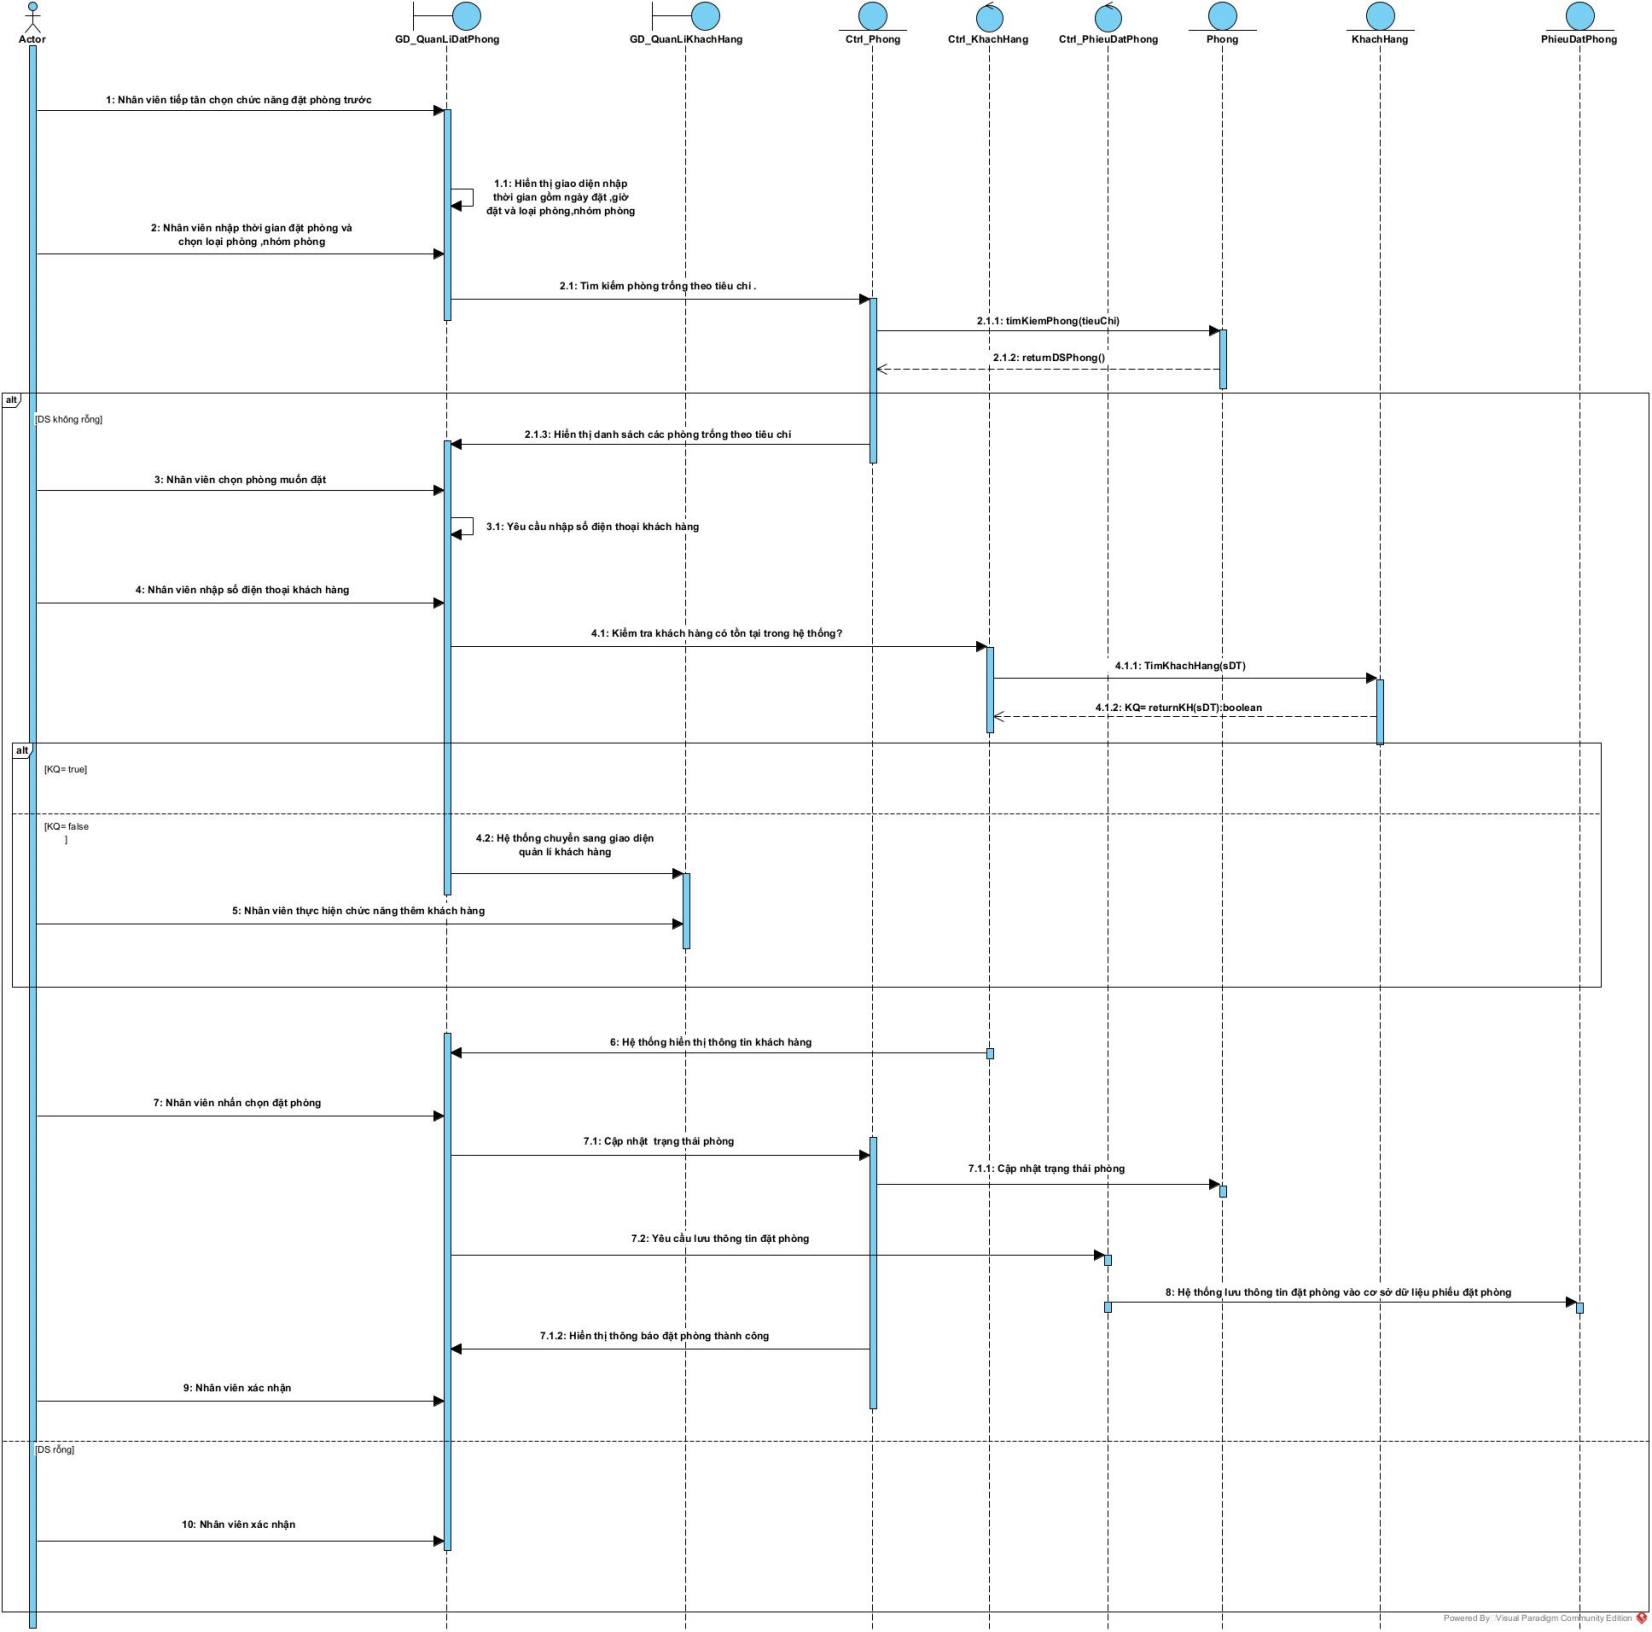 Actor
GD_QuanLiDatPhong
GD_QuanLiKhachHang
Ctrl_Phong
Ctrl_KhachHang
Ctrl_PhieuDatPhong
Phong
KhachHang
PhieuDatPhong
1: Nhân viên tiếp tân chọn chức năng đặt phòng trước
1.1: Hiển thị giao diện nhập
thời gian gồm ngày đặt ,giờ
đặt và loại phòng,nhóm phòng
2: Nhân viên nhập thời gian đặt phòng và
chọn loại phòng ,nhóm phòng
2.1: Tìm kiếm phòng trống theo tiêu chí .
2.1.1: timKiemPhong(tieuChi)
2.1.2: returnDSPhong()
alt
[DS không rỗng]
2.1.3: Hiển thị danh sách các phòng trống theo tiêu chí
3: Nhân viên chọn phòng muốn đặt
3.1: Yêu cầu nhập số điện thoại khách hàng
4: Nhân viên nhập số điện thoại khách hàng
4.1: Kiểm tra khách hàng có tồn tại trong hệ thống?
4.1.1: TimKhachHang(sDT)
4.1.2: KQ= returnKH(sDT):boolean
alt
[KQ= true]
[KQ= false
]
4.2: Hệ thống chuyển sang giao diện
quản lí khách hàng
5: Nhân viên thực hiện chức năng thêm khách hàng
6: Hệ thống hiển thị thông tin khách hàng
7: Nhân viên nhấn chọn đặt phòng
7.1: Cập nhật  trạng thái phòng
7.1.1: Cập nhật trạng thái phòng
7.2: Yêu cầu lưu thông tin đặt phòng
8: Hệ thống lưu thông tin đặt phòng vào cơ sở dữ liệu phiếu đặt phòng
7.1.2: Hiển thị thông báo đặt phòng thành công
9: Nhân viên xác nhận
[DS rỗng]
10: Nhân viên xác nhận
Powered By Visual Paradigm Community Edition